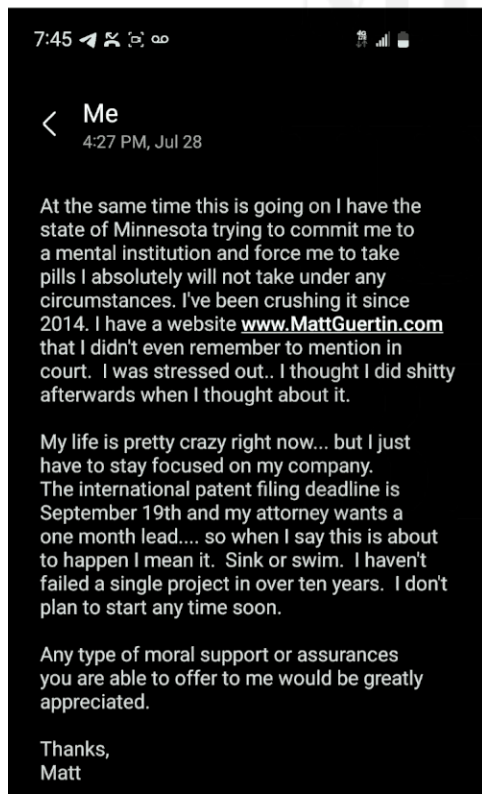 7:45
4G
Me
4:27 PM, Jul 28
At the same time this is going on I have the
state of Minnesota trying to commit me to
a mental institution and force me to take
pills I absolutely will not take under any
circumstances. I've been crushing it since
2014. I have a website www.MattGuertin.com
that I didn't even remember to mention in
court.  I was stressed out.. I thought I did shitty
afterwards when I thought about it.
My life is pretty crazy right now... but I just
have to stay focused on my company.
The international patent filing deadline is
September 19th and my attorney wants a
one month lead.... so when I say this is about
to happen I mean it.  Sink or swim.  I haven't
failed a single project in over ten years.  I don't
plan to start any time soon.
Any type of moral support or assurances
you are able to offer to me would be greatly
appreciated.
Thanks,
Matt